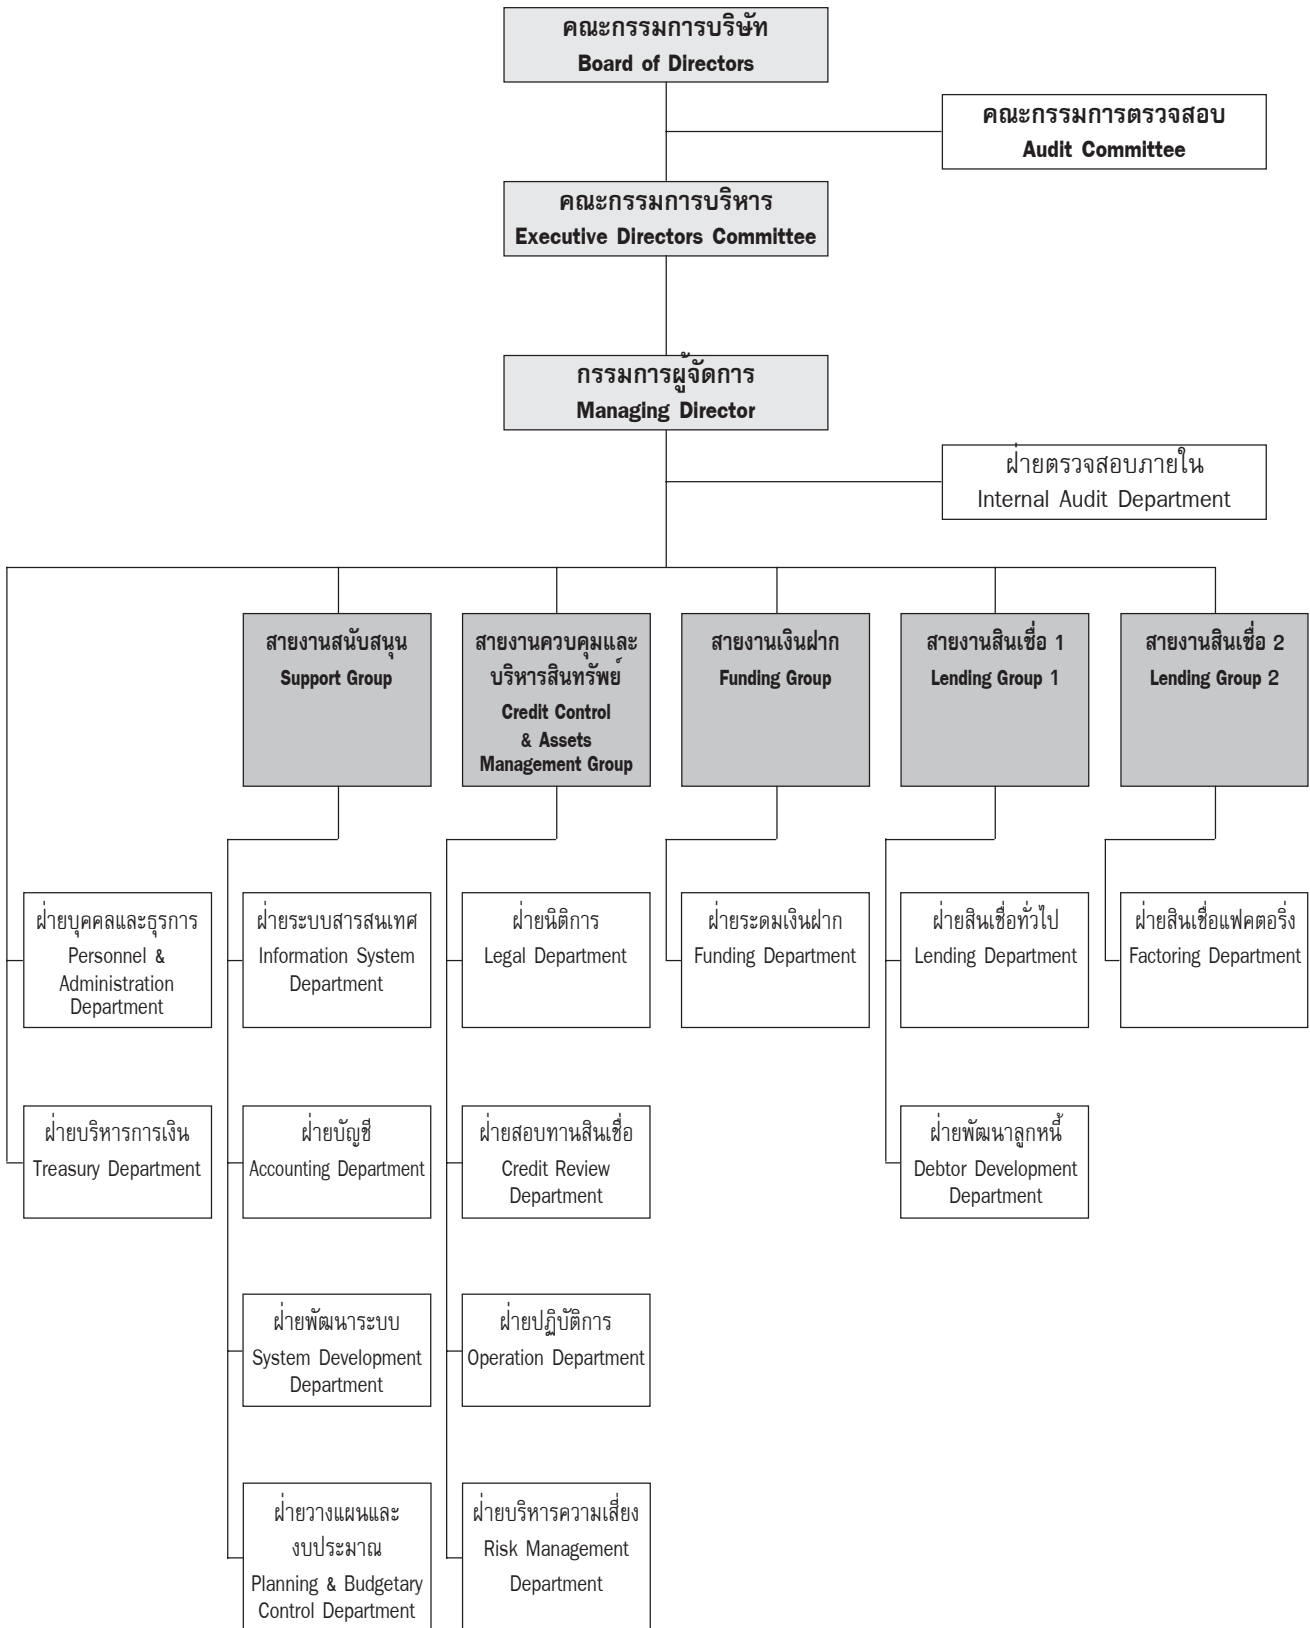 คณะกรรมการบริษัท
Board of Directors
คณะกรรมการตรวจสอบ
Audit Committee
คณะกรรมการบริหาร
Executive Directors Committee
กรรมการผู้จัดการ
Managing Director
ฝ่ายตรวจสอบภายใน
Internal Audit Department
สายงานสนับสนุน
Support Group
สายงานควบคุมและ
บริหารสินทรัพย์
Credit Control
& Assets
Management Group
สายงานเงินฝาก
Funding Group
สายงานสินเชื่อ 1
Lending Group 1
สายงานสินเชื่อ 2
Lending Group 2
ฝ่ายบุคคลและธุรการ
Personnel &
Administration
Department
ฝ่ายระบบสารสนเทศ
Information System
Department
ฝ่ายนิติการ
Legal Department
ฝ่ายระดมเงินฝาก
Funding Department
ฝ่ายสินเชื่อทั่วไป
Lending Department
ฝ่ายสินเชื่อแฟคตอริ่ง
Factoring Department
ฝ่ายบริหารการเงิน
Treasury Department
ฝ่ายบัญชี
Accounting Department
ฝ่ายสอบทานสินเชื่อ
Credit Review
Department
ฝ่ายพัฒนาลูกหนี้
Debtor Development
Department
ฝ่ายพัฒนาระบบ
System Development
Department
ฝ่ายปฏิบัติการ
Operation Department
ฝ่ายวางแผนและ
งบประมาณ
Planning & Budgetary
Control Department
ฝ่ายบริหารความเสี่ยง
Risk Management
Department